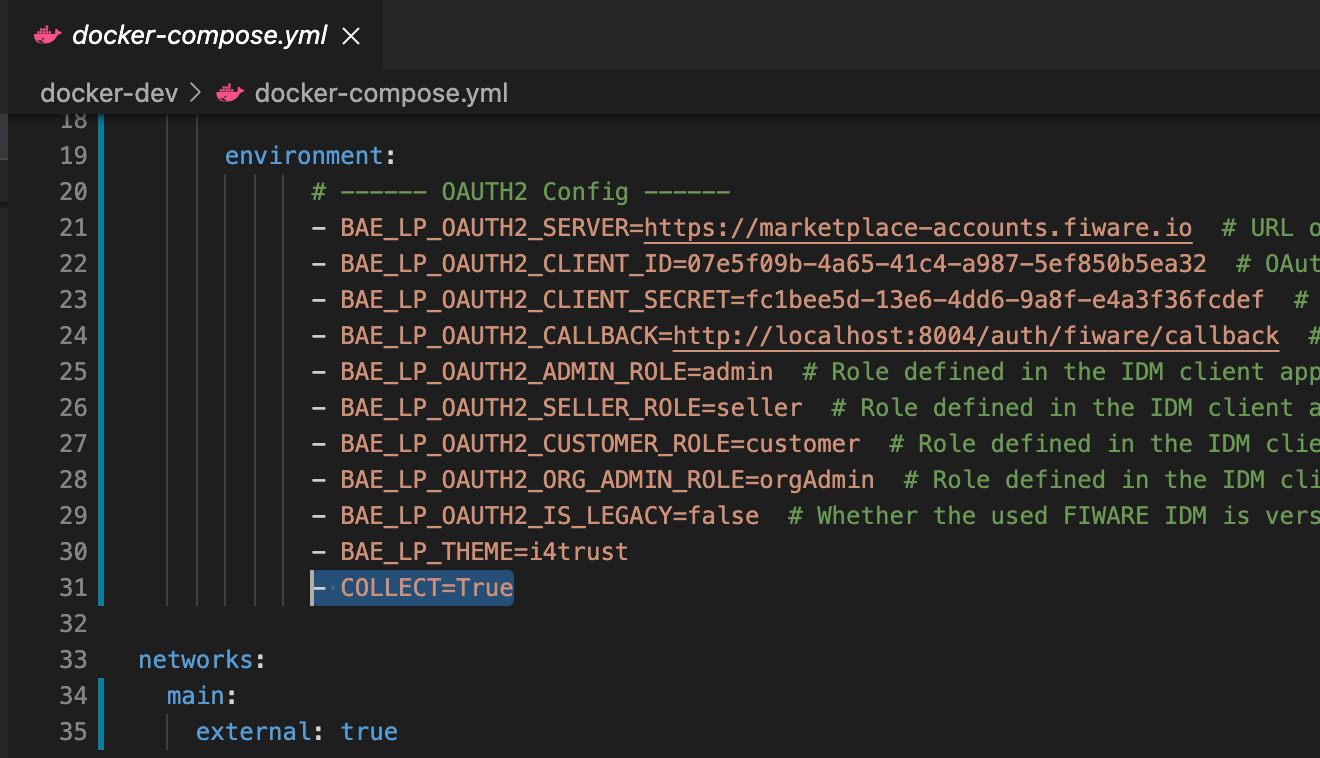 docker-compose.yml
docker-dev > docker-compose.yml
18
19 environment:
20 # ------ OAUTH2 Config ------
21 - BAE_LP_OAUTH2_SERVER=https://marketplace-accounts.fiware.io # URL o
22 - BAE_LP_OAUTH2_CLIENT_ID=07e5f09b-4a65-41c4-a987-5ef850b5ea32 # OAut
23 - BAE_LP_OAUTH2_CLIENT_SECRET=fc1bee5d-13e6-4dd6-9a8f-e4a3f36fcdef #
24 - BAE_LP_OAUTH2_CALLBACK=http://localhost:8004/auth/fiware/callback #
25 - BAE_LP_OAUTH2_ADMIN_ROLE=admin # Role defined in the IDM client app
26 - BAE_LP_OAUTH2_SELLER_ROLE=seller # Role defined in the IDM client a
27 - BAE_LP_OAUTH2_CUSTOMER_ROLE=customer # Role defined in the IDM clie
28 - BAE_LP_OAUTH2_ORG_ADMIN_ROLE=orgAdmin # Role defined in the IDM cli
29 - BAE_LP_OAUTH2_IS_LEGACY=false # Whether the used FIWARE IDM is vers
30 - BAE_LP_THEME=i4trust
31 - COLLECT=True
32
33 networks:
34 main:
35 external: true